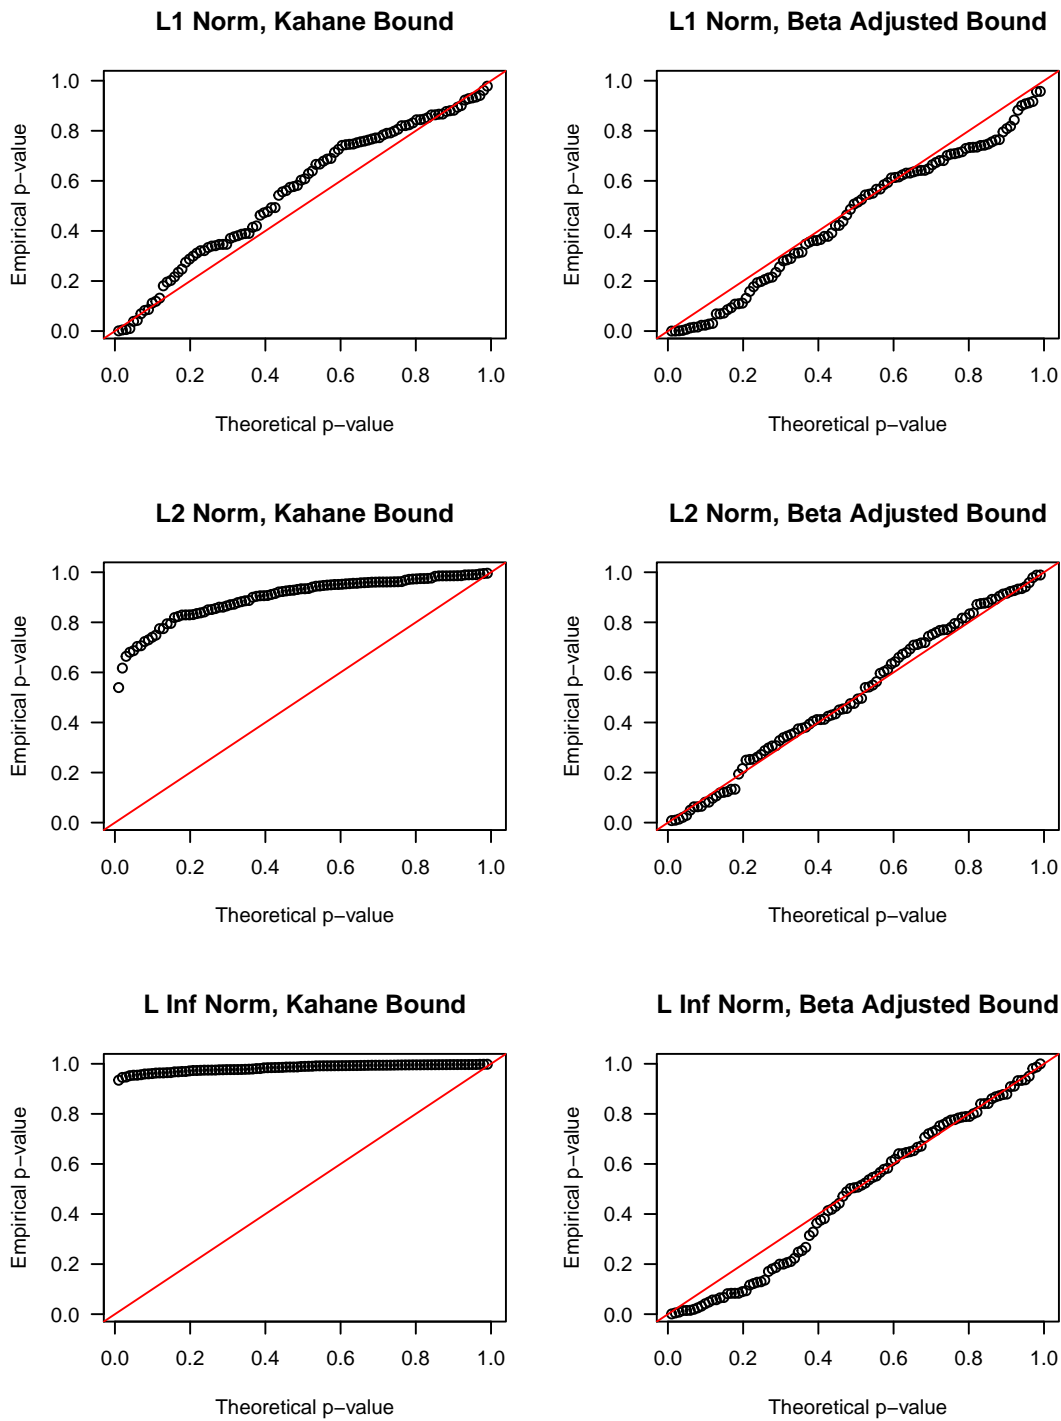 L1 Norm, Kahane Bound
Empirical p−value
1.0
0.8
0.6
0.4
0.2
0.0
0.0 0.2 0.4 0.6 0.8 1.0
Theoretical p−value
L1 Norm, Beta Adjusted Bound
Empirical p−value
1.0
0.8
0.6
0.4
0.2
0.0
0.0 0.2 0.4 0.6 0.8 1.0
Theoretical p−value
L2 Norm, Kahane Bound
Empirical p−value
1.0
0.8
0.6
0.4
0.2
0.0
0.0 0.2 0.4 0.6 0.8 1.0
Theoretical p−value
L2 Norm, Beta Adjusted Bound
Empirical p−value
1.0
0.8
0.6
0.4
0.2
0.0
0.0 0.2 0.4 0.6 0.8 1.0
Theoretical p−value
L Inf Norm, Kahane Bound
Empirical p−value
1.0
0.8
0.6
0.4
0.2
0.0
0.0 0.2 0.4 0.6 0.8 1.0
Theoretical p−value
L Inf Norm, Beta Adjusted Bound
Empirical p−value
1.0
0.8
0.6
0.4
0.2
0.0
0.0 0.2 0.4 0.6 0.8 1.0
Theoretical p−value